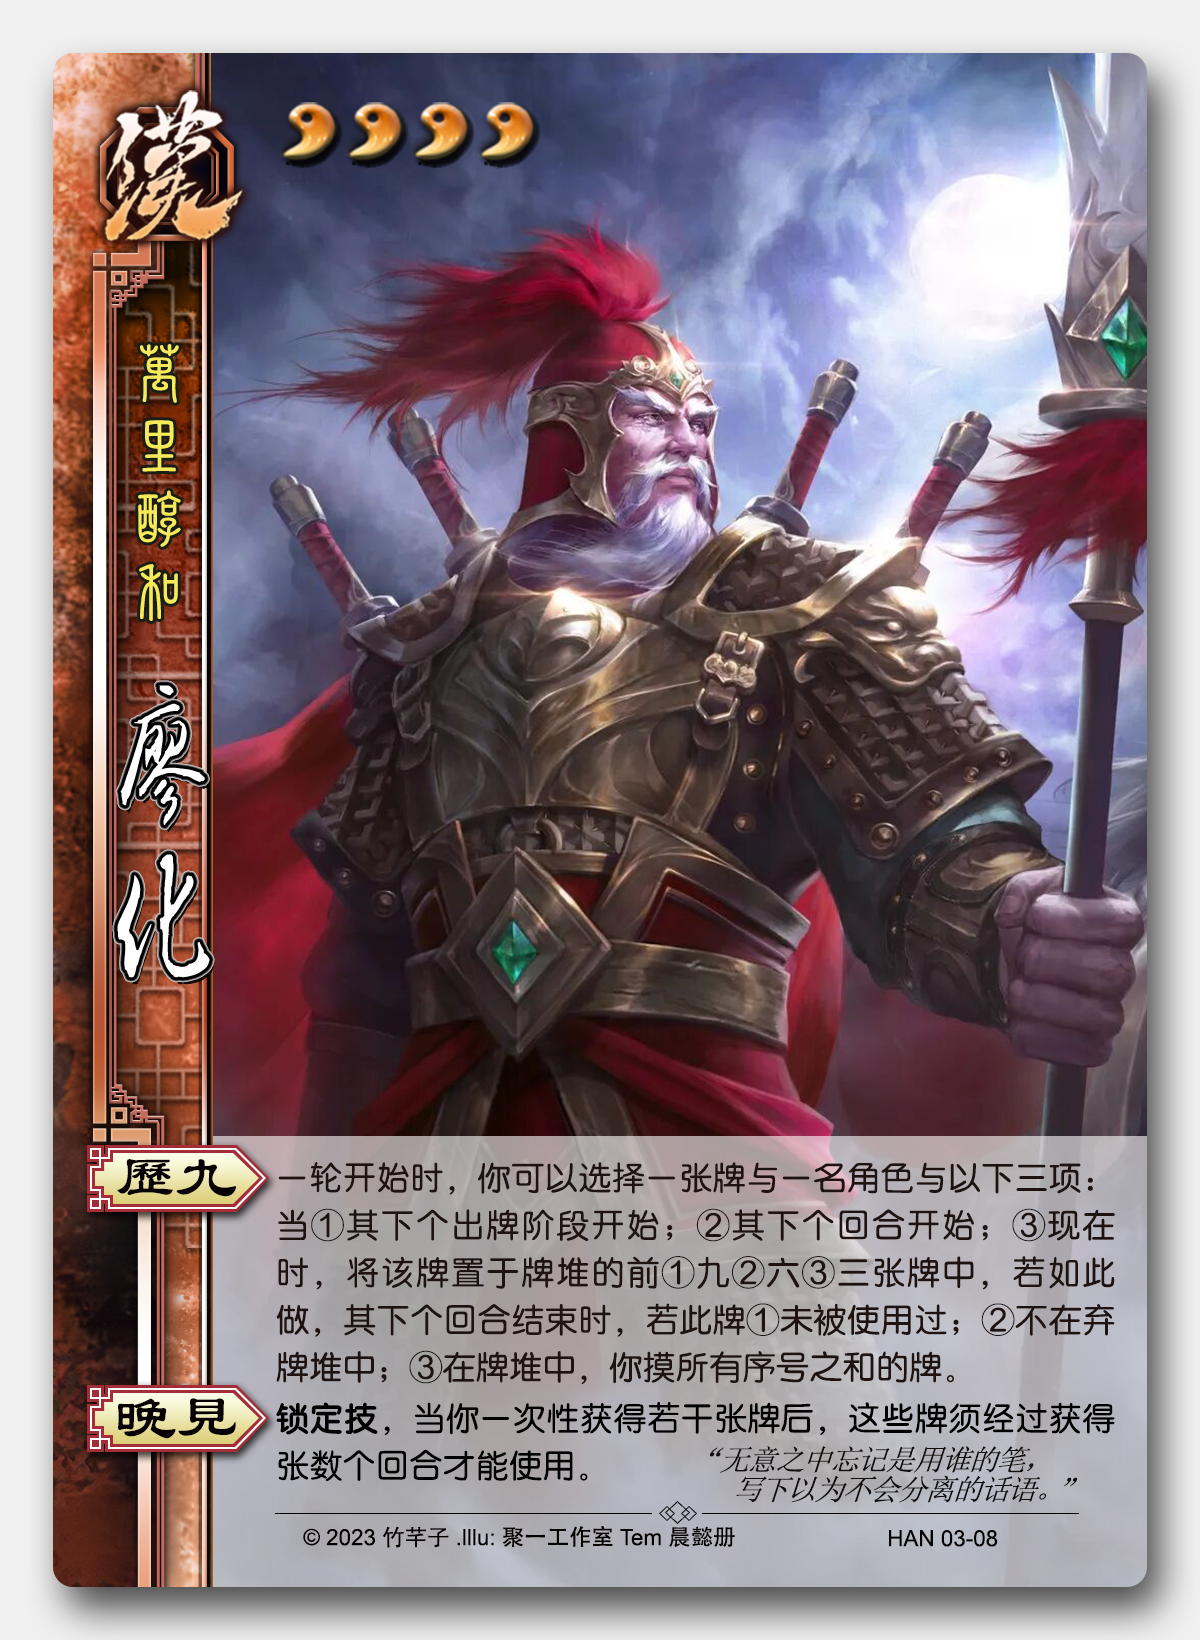 漢
萬里醇和
廖化
歷九
一轮开始时，你可以选择一张牌与一名角色与以下三项：
当①其下个出牌阶段开始；②其下个回合开始；③现在
时，将该牌置于牌堆的前①九②六③三张牌中，若如此
做，其下个回合结束时，若此牌①未被使用过；②不在弃
牌堆中；③在牌堆中，你摸所有序号之和的牌。
晚見
锁定技，当你一次性获得若干张牌后，这些牌须经过获得
张数个回合才能使用。
“无意之中忘记是用谁的笔，
写下以为不会分离的话语。”
© 2023 竹芊子 .Illu: 聚一工作室 Tem 晨懿册
HAN 03-08